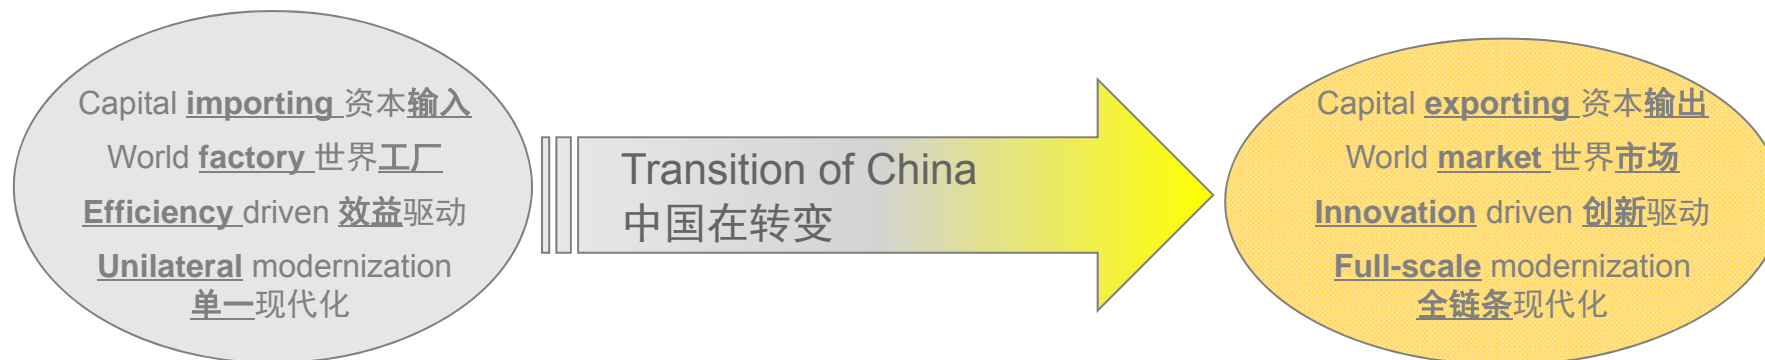 Capital importing 资本输入
World factory 世界工厂
Efficiency driven 效益驱动
Unilateral modernization
单一现代化
Transition of China
中国在转变
Capital exporting 资本输出
World market 世界市场
Innovation driven 创新驱动
Full-scale modernization
全链条现代化